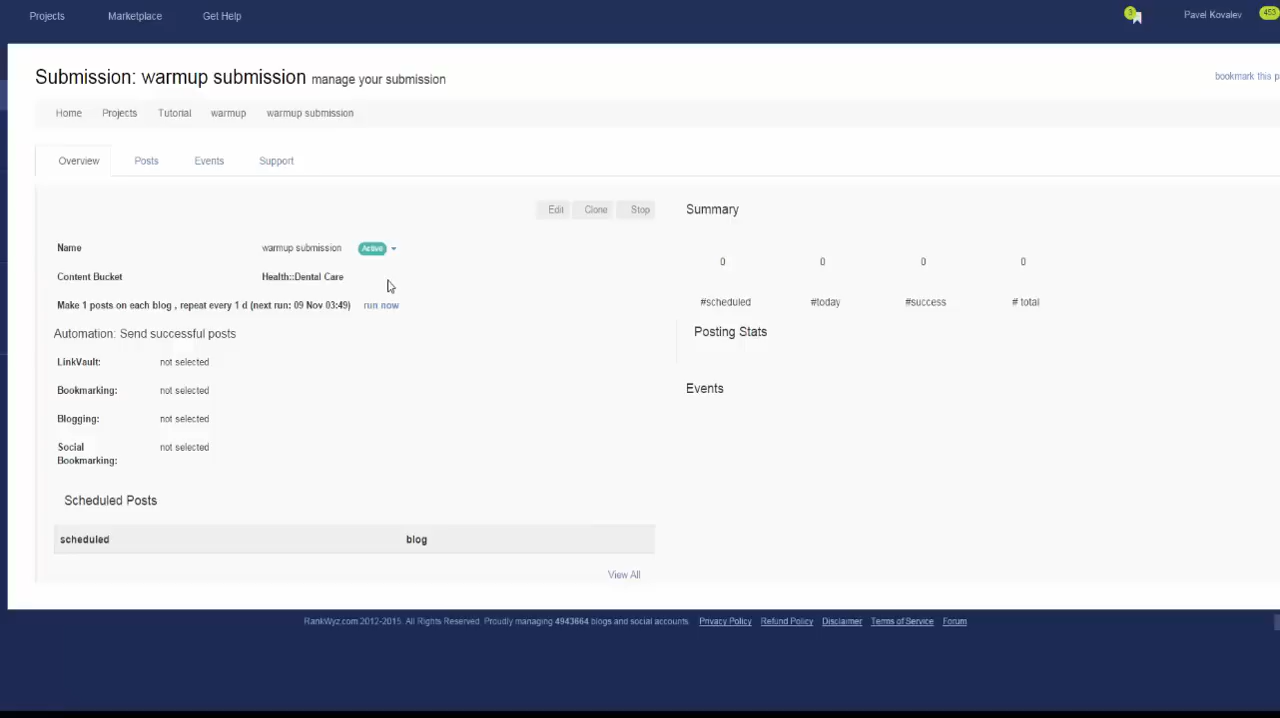 Projects Marketplace Get Help 3 Pavel Kovalev 453
Submission: warmup submission manage your submission
bookmark this p
Home Projects Tutorial warmup warmup submission
Overview Posts Events Support
Edit Clone Stop
Summary
Name warmup submission Active
Content Bucket Health::Dental Care
Make 1 posts on each blog , repeat every 1 d (next run: 09 Nov 03:49) run now
0 0 0 0
#scheduled #today #success # total
Automation: Send successful posts
Posting Stats
LinkVault: not selected
Bookmarking: not selected
Events
Blogging: not selected
Social
Bookmarking:
not selected
Scheduled Posts
scheduled blog
View All
RankWyz.com 2012-2015. All Rights Reserved. Proudly managing 4943664 blogs and social accounts. Privacy Policy Refund Policy Disclaimer Terms of Service Forum